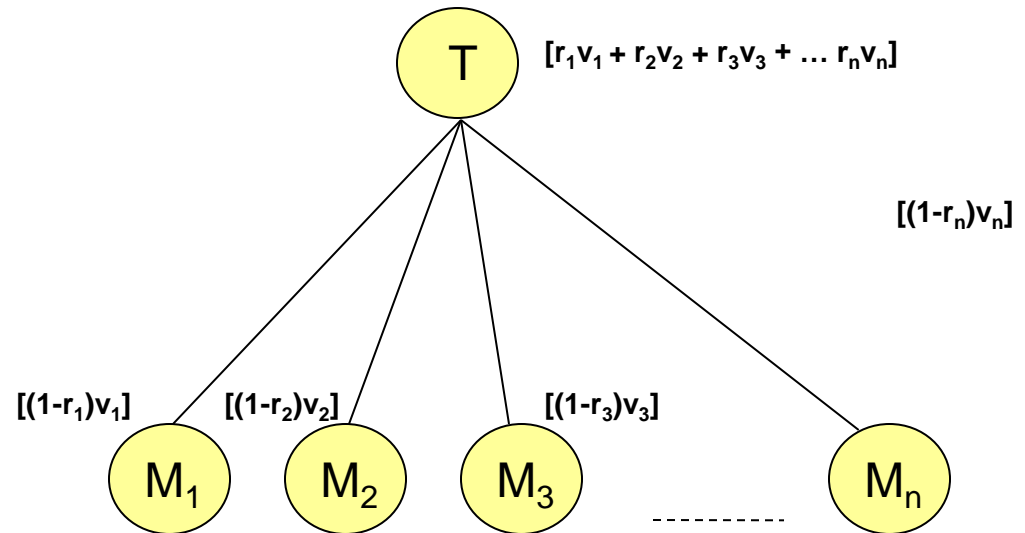 T
[r₁v₁ + r₂v₂ + r₃v₃ + ... rₙvₙ]
[(1-rₙ)vₙ]
[(1-r₁)v₁] [(1-r₂)v₂] [(1-r₃)v₃]
M₁ M₂ M₃ Mₙ